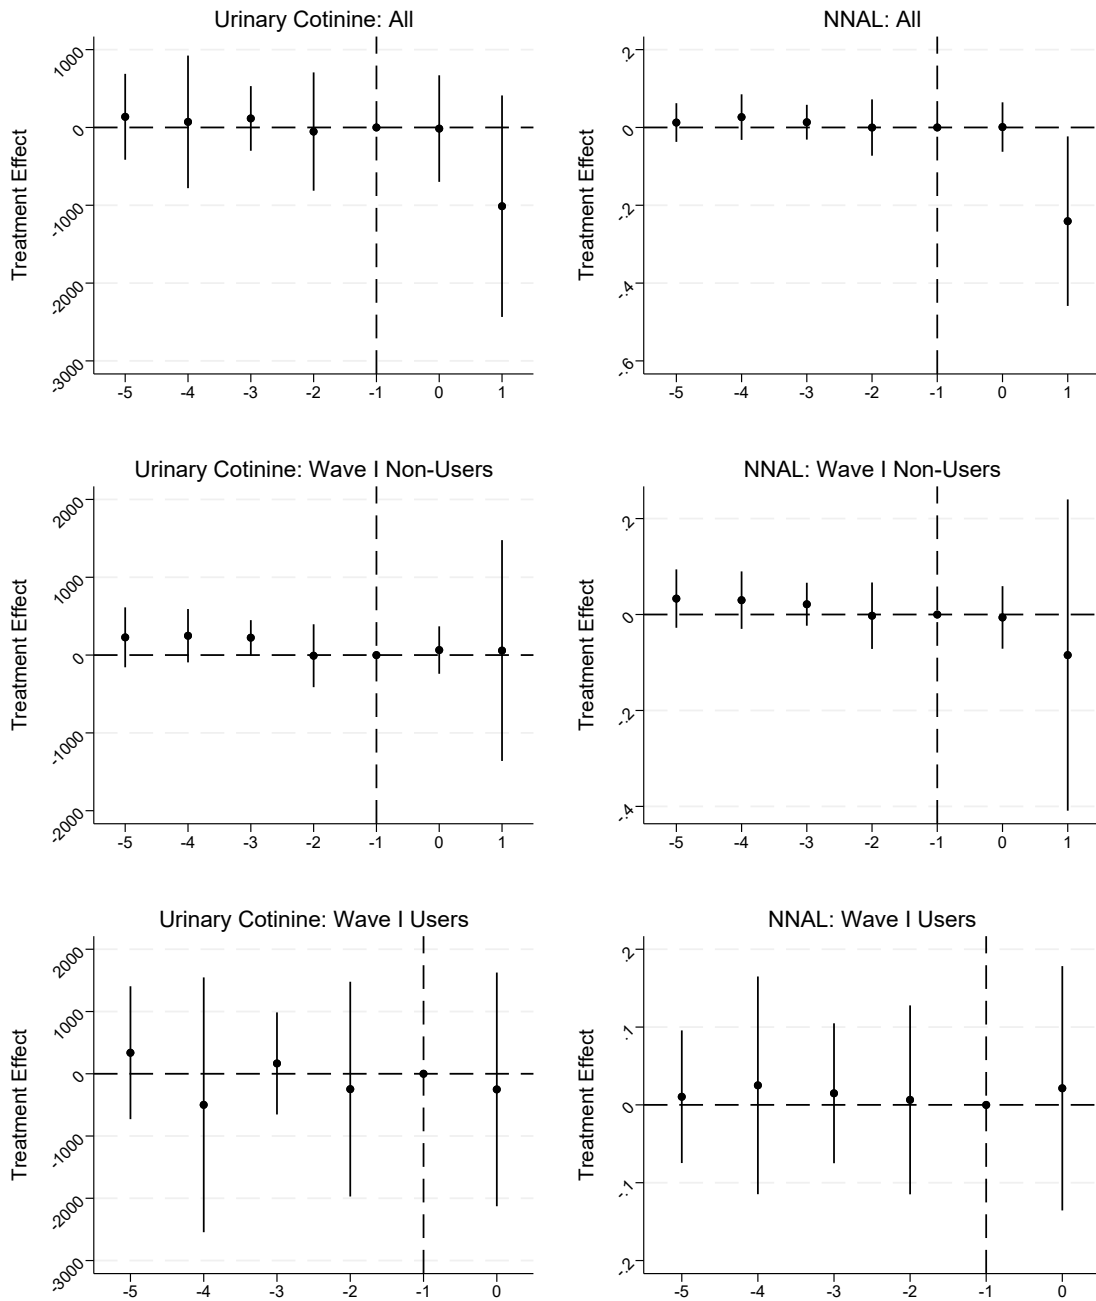 Urinary Cotinine: All
Treatment Effect
1000
0
-1000
-2000
-3000
-5 -4 -3 -2 -1 0 1
NNAL: All
Treatment Effect
.2
0
-.2
-.4
-.6
-5 -4 -3 -2 -1 0 1
Urinary Cotinine: Wave I Non-Users
Treatment Effect
2000
1000
0
-1000
-2000
-5 -4 -3 -2 -1 0 1
NNAL: Wave I Non-Users
Treatment Effect
.2
0
-.2
-.4
-5 -4 -3 -2 -1 0 1
Urinary Cotinine: Wave I Users
Treatment Effect
2000
1000
0
-1000
-2000
-3000
-5 -4 -3 -2 -1 0
NNAL: Wave I Users
Treatment Effect
.2
.1
0
-.1
-.2
-5 -4 -3 -2 -1 0